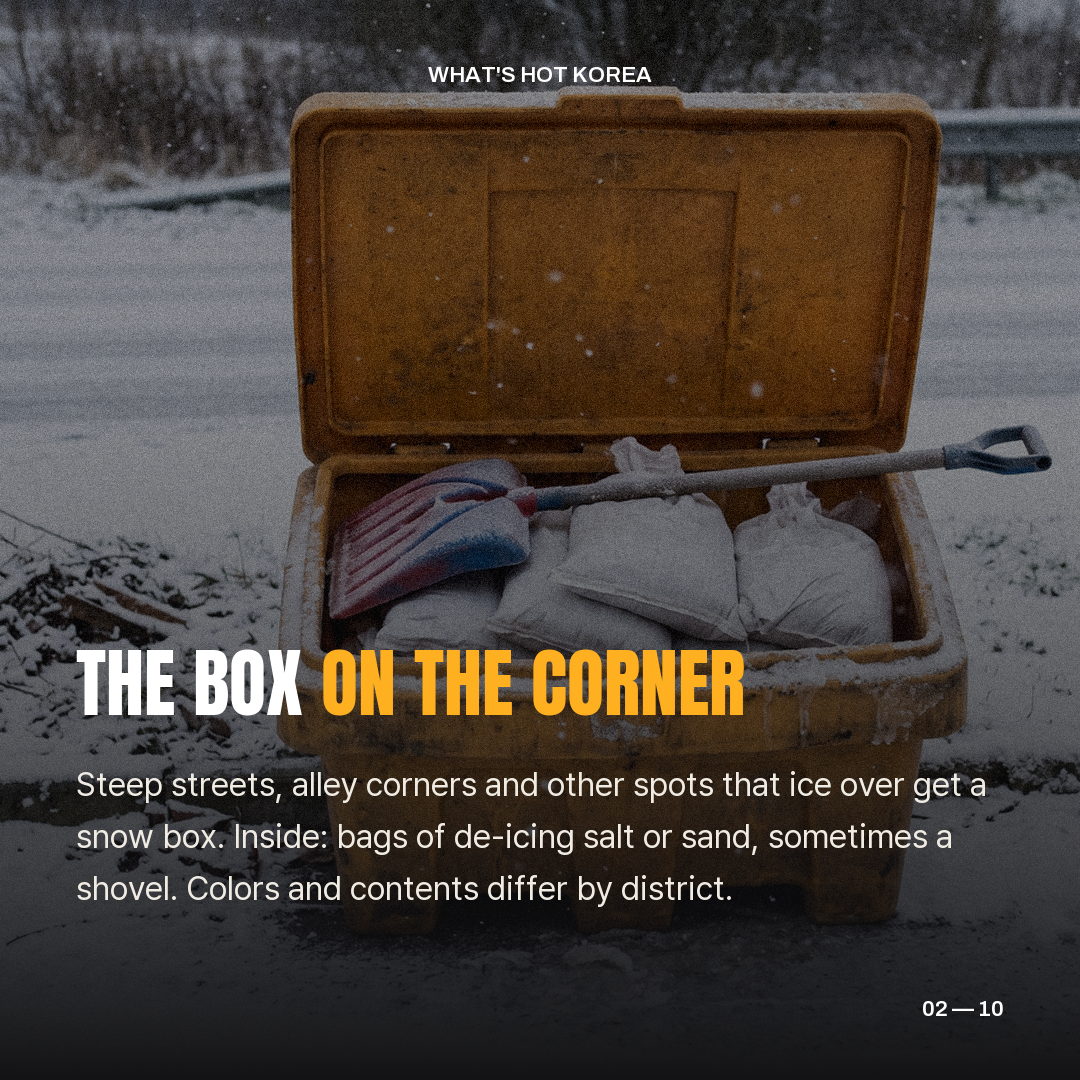 WHAT'S HOT KOREA
THE BOX ON THE CORNER
Steep streets, alley corners and other spots that ice over get a
snow box. Inside: bags of de-icing salt or sand, sometimes a
shovel. Colors and contents differ by district.
02 — 10